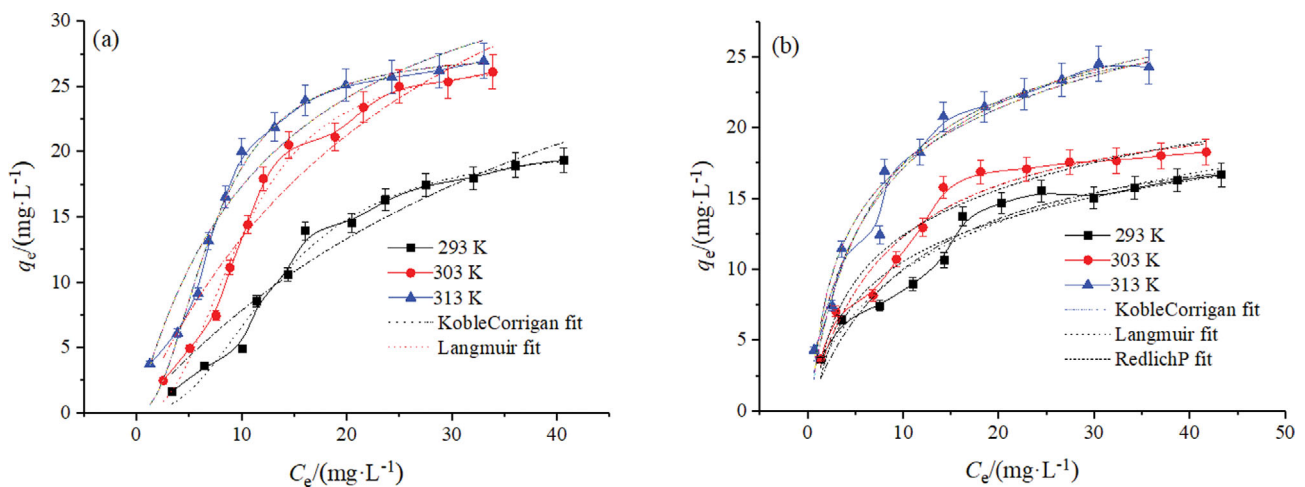 (a)
30
25
20
15
10
5
0
qₑ/(mg·L⁻¹)
293 K
303 K
313 K
KobleCorrigan fit
Langmuir fit
0
10
20
30
40
Cₑ/(mg·L⁻¹)
(b)
25
20
15
10
5
0
qₑ/(mg·L⁻¹)
293 K
303 K
313 K
KobleCorrigan fit
Langmuir fit
RedlichP fit
0
10
20
30
40
50
Cₑ/(mg·L⁻¹)